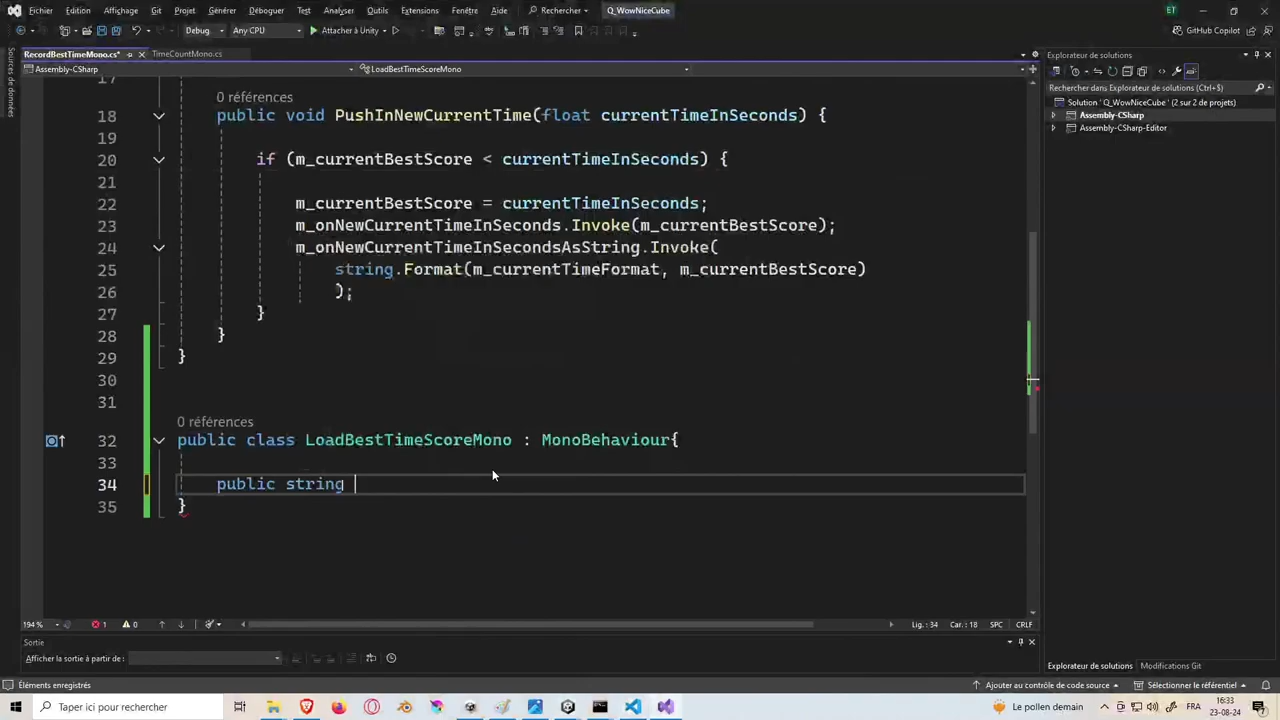 Fichier Édition Affichage Git Projet Générer Déboguer Test Analyser Outils Extensions Fenêtre Aide Rechercher Q_WowNiceCube ET
Debug Any CPU Attacher à Unity GitHub Copilot
RecordBestTimeMono.cs* TimeCountMono.cs Explorateur de solutions
Assembly-CSharp LoadBestTimeScoreMono
Sources de données
Rechercher dans Explorateur de solutions (Ctrl+$)
Solution 'Q_WowNiceCube' (2 sur 2 de projets)
Assembly-CSharp
Assembly-CSharp-Editor
17
0 références
18 public void PushInNewCurrentTime(float currentTimeInSeconds) {
19
20 if (m_currentBestScore < currentTimeInSeconds) {
21
22 m_currentBestScore = currentTimeInSeconds;
23 m_onNewCurrentTimeInSeconds.Invoke(m_currentBestScore);
24 m_onNewCurrentTimeInSecondsAsString.Invoke(
25 string.Format(m_currentTimeFormat, m_currentBestScore)
26 );
27 }
28 }
29 }
30
31
0 références
32 public class LoadBestTimeScoreMono : MonoBehaviour{
33
34 public string
35 }
194 % 1 0 Lig : 34 Car : 18 SPC CRLF
Sortie
Afficher la sortie à partir de :
Explorateur de solutions Modifications Git
Éléments enregistrés Ajouter au contrôle de code source Sélectionner le référentiel
Taper ici pour rechercher Le pollen demain FRA 16:33
23-08-24